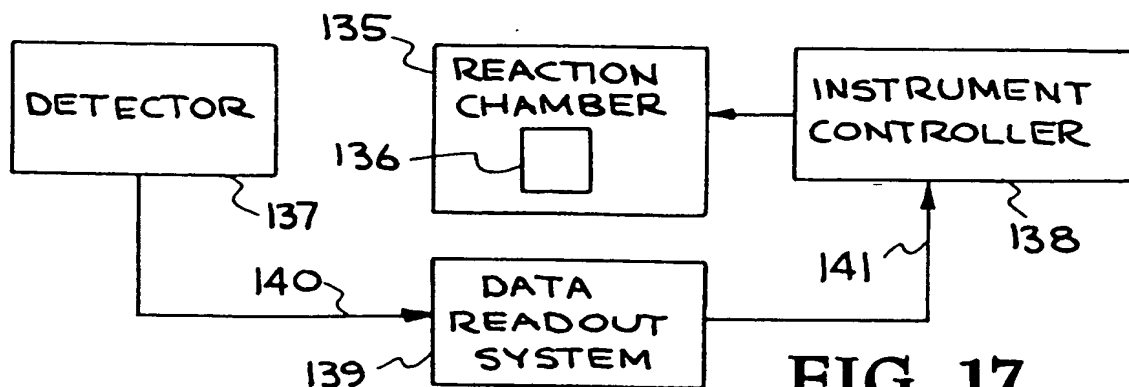 DETECTOR
137
135
REACTION
CHAMBER
136
INSTRUMENT
CONTROLLER
138
140
DATA
READOUT
SYSTEM
139
141
FIG. 17